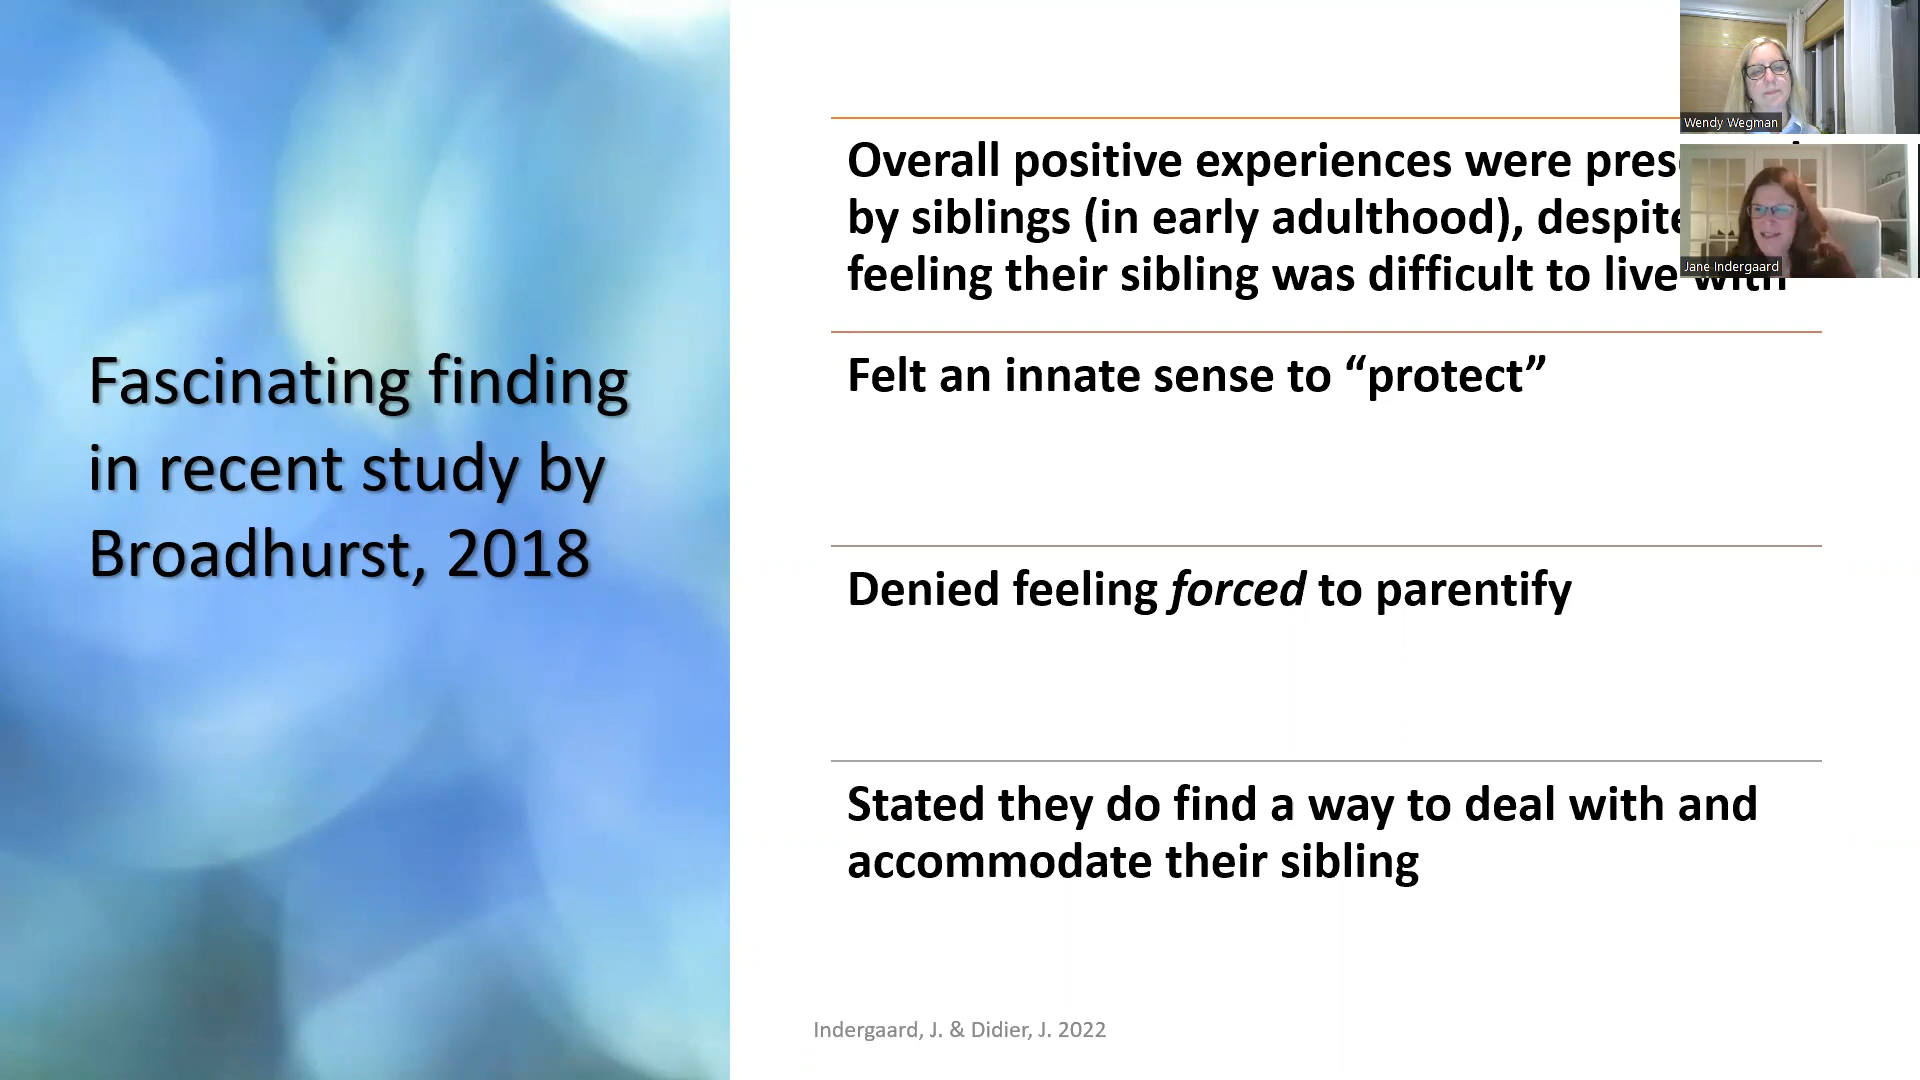 Fascinating finding
in recent study by
Broadhurst, 2018
Overall positive experiences were
by siblings (in early adulthood), despite
feeling their sibling was difficult to live with
Felt an innate sense to “protect”
Denied feeling forced to parentify
Stated they do find a way to deal with and
accommodate their sibling
Indergaard, J. & Didier, J. 2022
Wendy Wegman
Jane Indergaard